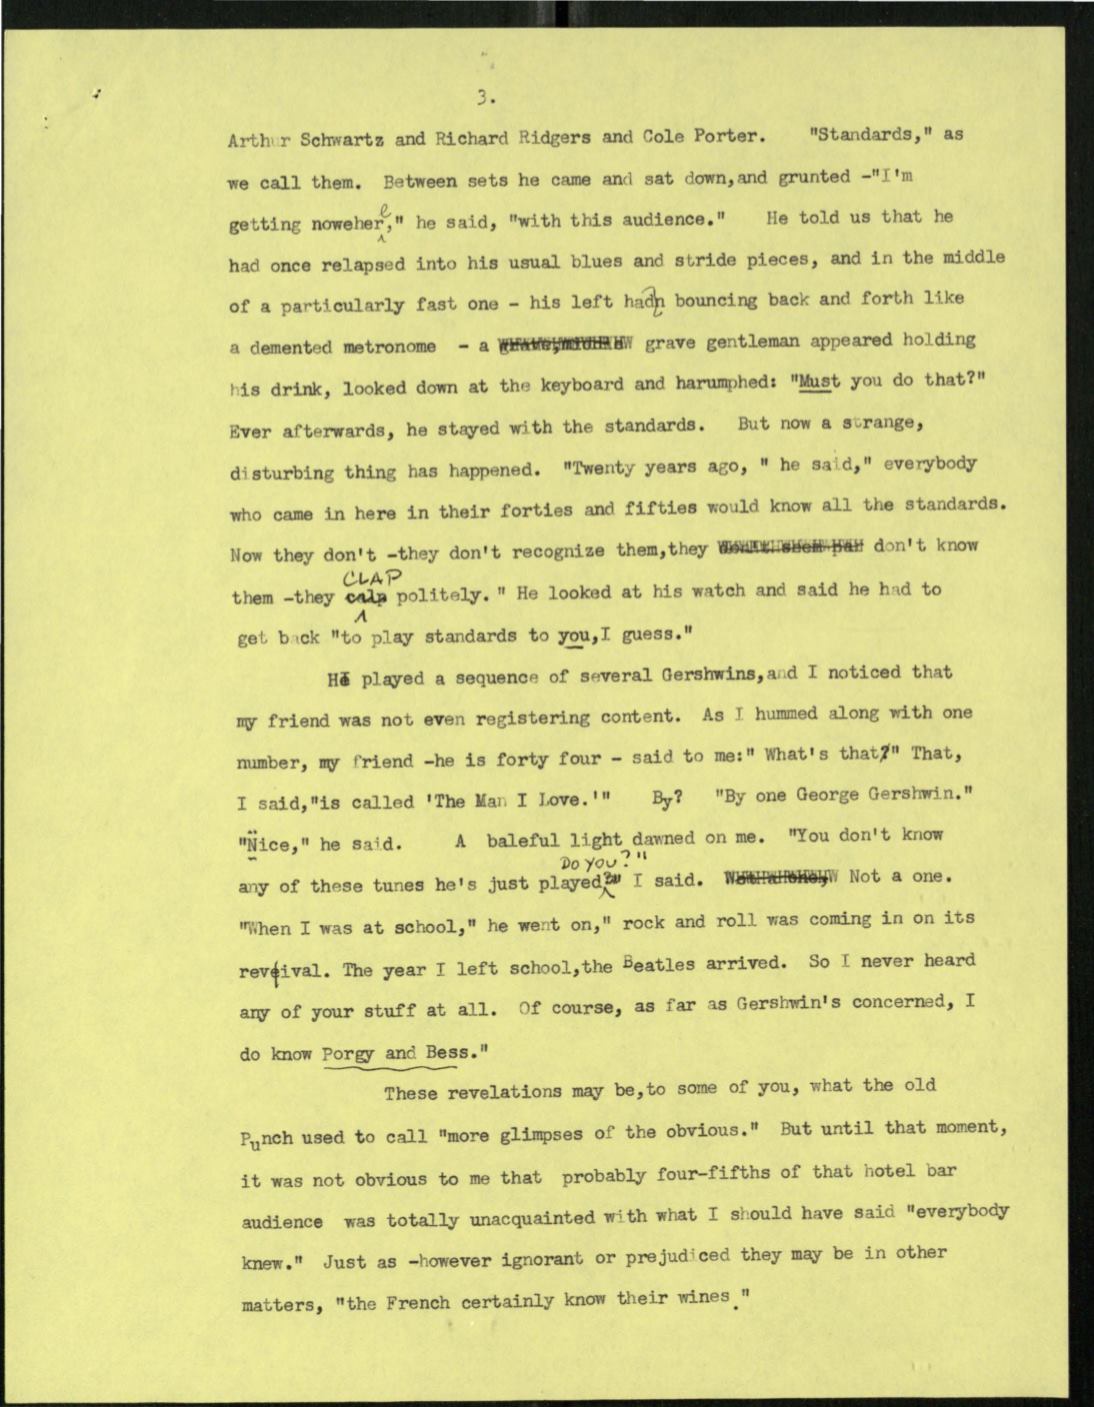 3.
Arthur Schwartz and Richard Ridgers and Cole Porter. "Standards," as
we call them. Between sets he came and sat down,and grunted -"I'm
getting nowehere," he said, "with this audience." He told us that he
had once relapsed into his usual blues and stride pieces, and in the middle
of a particularly fast one - his left hadn bouncing back and forth like
a demented metronome - a grave gentleman appeared holding
his drink, looked down at the keyboard and harumphed: "Must you do that?"
Ever afterwards, he stayed with the standards. But now a strange,
disturbing thing has happened. "Twenty years ago, " he said," everybody
who came in here in their forties and fifties would know all the standards.
Now they don't -they don't recognize them,they don't know
CLAP
them -they calp politely." He looked at his watch and said he had to
get back "to play standards to you,I guess."
He played a sequence of several Gershwins,and I noticed that
my friend was not even registering content. As I hummed along with one
number, my friend -he is forty four - said to me:" What's that?" That,
I said,"is called 'The Man I Love.'" By? "By one George Gershwin."
"Nice," he said. A baleful light dawned on me. "You don't know
DO YOU?"
any of these tunes he's just played I said. Not a one.
"When I was at school," he went on," rock and roll was coming in on its
revival. The year I left school,the Beatles arrived. So I never heard
any of your stuff at all. Of course, as far as Gershwin's concerned, I
do know Porgy and Bess."
These revelations may be,to some of you, what the old
Punch used to call "more glimpses of the obvious." But until that moment,
it was not obvious to me that probably four-fifths of that hotel bar
audience was totally unacquainted with what I should have said "everybody
knew." Just as -however ignorant or prejudiced they may be in other
matters, "the French certainly know their wines."